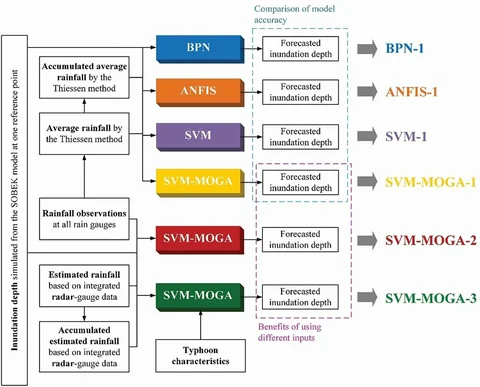 Inundation depth simulated from the SOBEK model at one reference point
Accumulated average
rainfall by the
Thiessen method
Average rainfall by
the Thiessen method
Rainfall observations
at all rain gauges
Estimated rainfall
based on integrated
radar-gauge data
Accumulated
estimated rainfall
based on integrated
radar-gauge data
Comparison of model
accuracy
BPN
Forecasted
inundation depth
BPN-1
ANFIS
Forecasted
inundation depth
ANFIS-1
SVM
Forecasted
inundation depth
SVM-1
SVM-MOGA
Forecasted
inundation depth
SVM-MOGA-1
SVM-MOGA
Forecasted
inundation depth
SVM-MOGA-2
SVM-MOGA
Forecasted
inundation depth
SVM-MOGA-3
Benefits of using
different inputs
Typhoon
characteristics